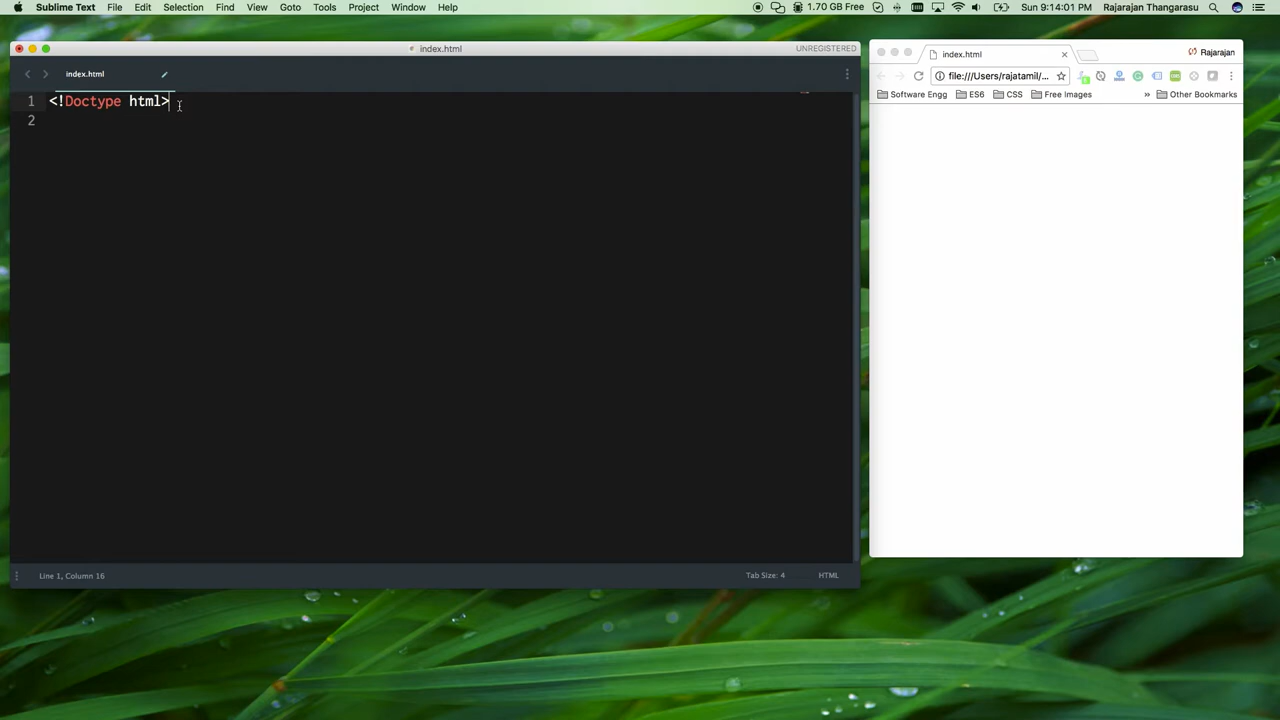 Sublime Text File Edit Selection Find View Goto Tools Project Window Help 1.70 GB Free Sun 9:14:01 PM Rajarajan Thangarasu
index.html UNREGISTERED
index.html
1 <!Doctype html>
2
Line 1, Column 16 Tab Size: 4 HTML
index.html Rajarajan
file:///Users/rajatamil/...
Software Engg ES6 CSS Free Images » Other Bookmarks